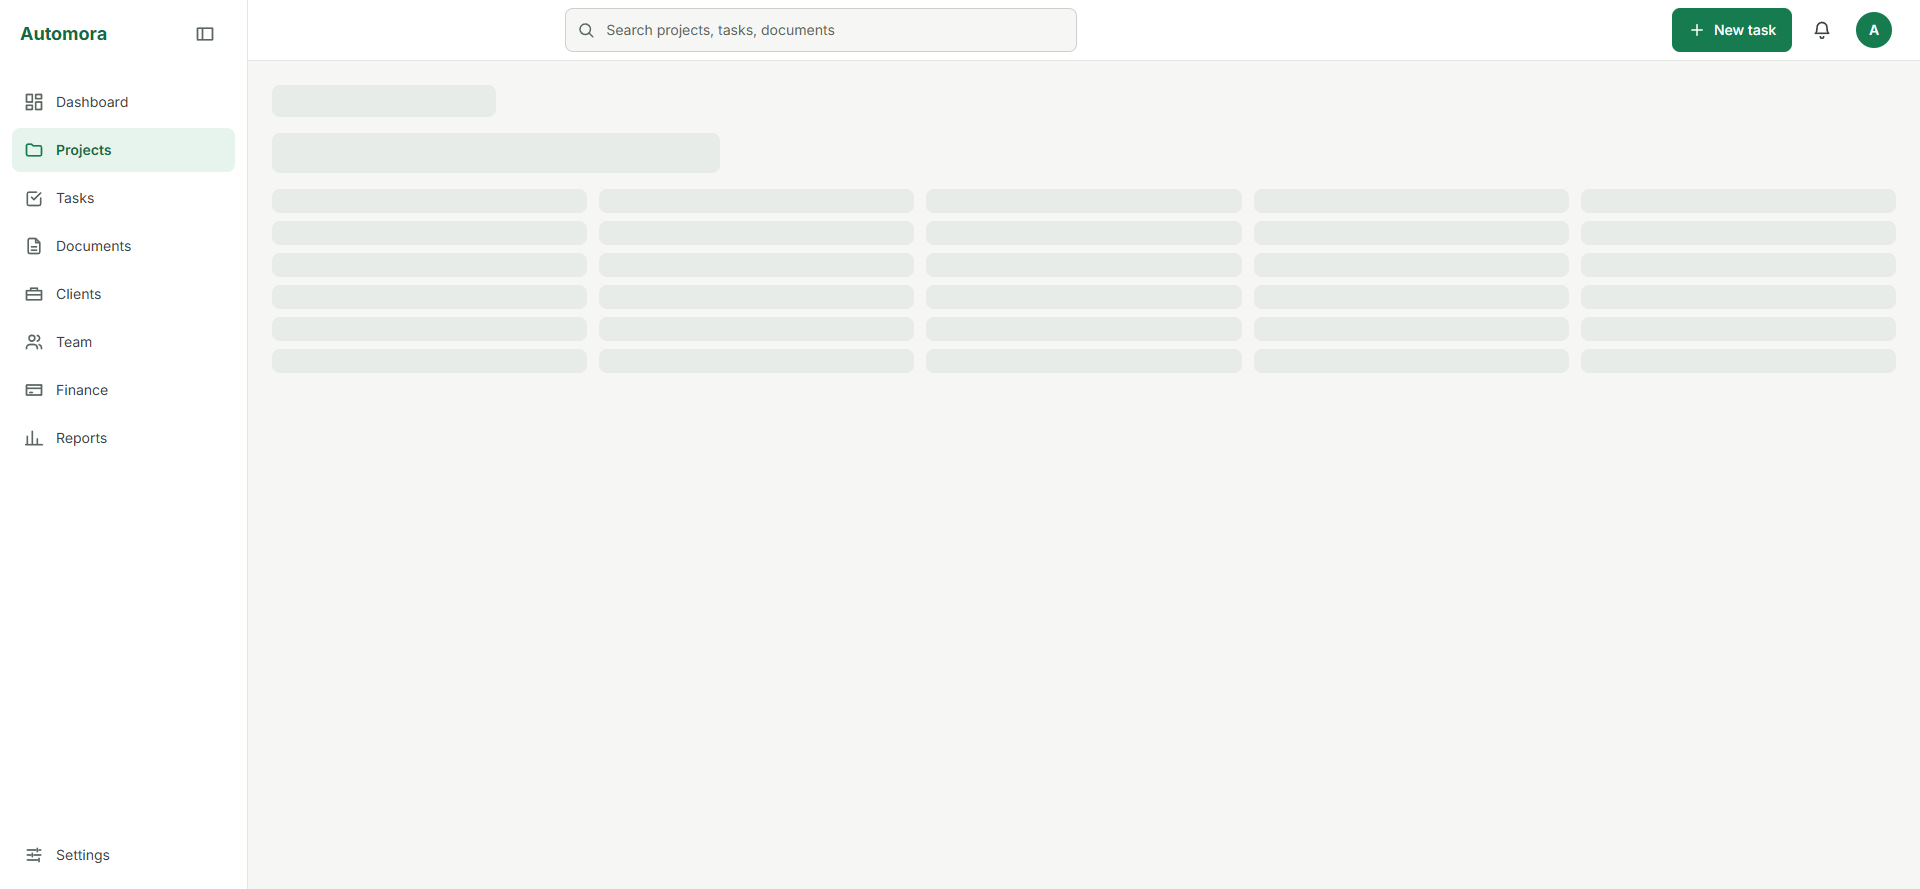 Automora
Search projects, tasks, documents
New task
A
Dashboard
Projects
Tasks
Documents
Clients
Team
Finance
Reports
Settings